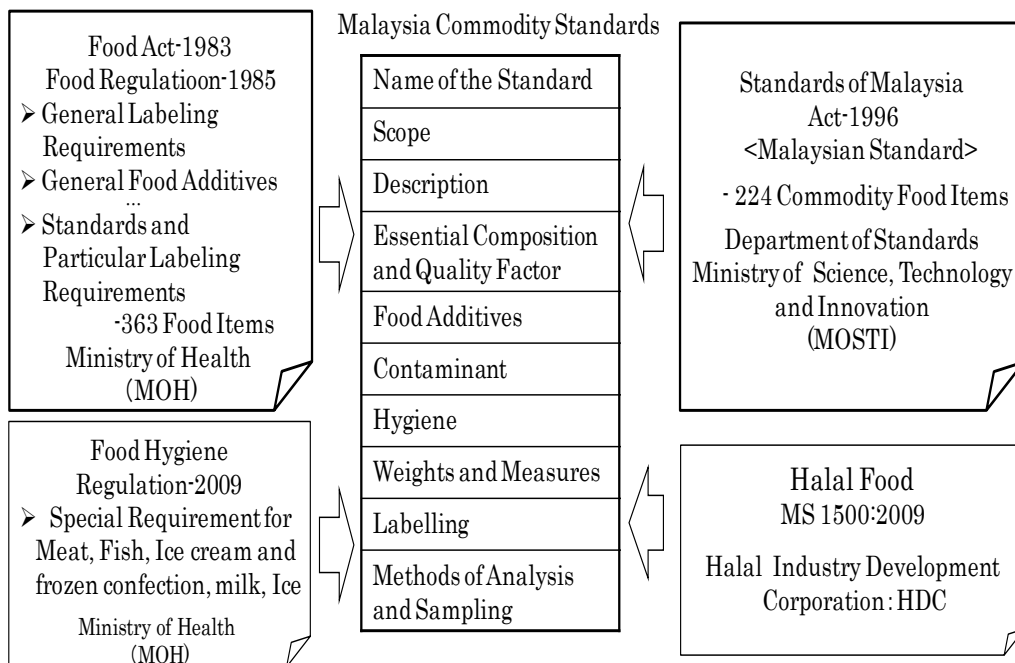 Malaysia Commodity Standards
Food Act-1983
Food Regulatioon-1985
➢ General Labeling
Requirements
➢ General Food Additives
...
➢ Standards and
Particular Labeling
Requirements
-363 Food Items
Ministry of Health
(MOH)
Food Hygiene
Regulation-2009
➢ Special Requirement for
Meat, Fish, Ice cream and
frozen confection, milk, Ice
Ministry of Health
(MOH)
Name of the Standard
Scope
Description
Essential Composition
and Quality Factor
Food Additives
Contaminant
Hygiene
Weights and Measures
Labelling
Methods of Analysis
and Sampling
Standards of Malaysia
Act-1996
<Malaysian Standard>
- 224 Commodity Food Items
Department of Standards
Ministry of Science, Technology
and Innovation
(MOSTI)
Halal Food
MS 1500:2009
Halal Industry Development
Corporation : HDC